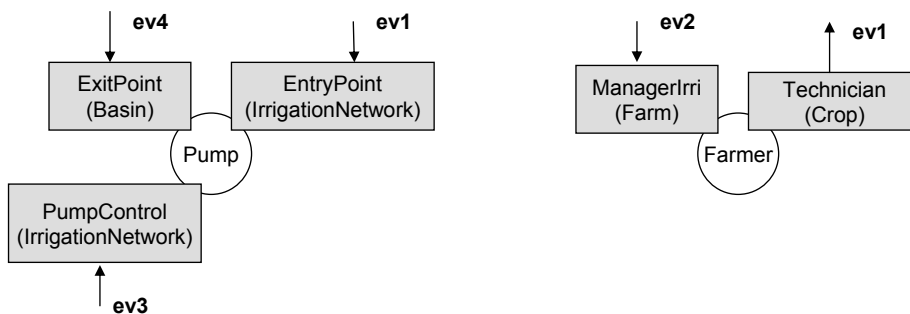 ev4
ev1
ExitPoint
(Basin)
EntryPoint
(IrrigationNetwork)
Pump
PumpControl
(IrrigationNetwork)
ev3
ev2
ev1
ManagerIrri
(Farm)
Technician
(Crop)
Farmer